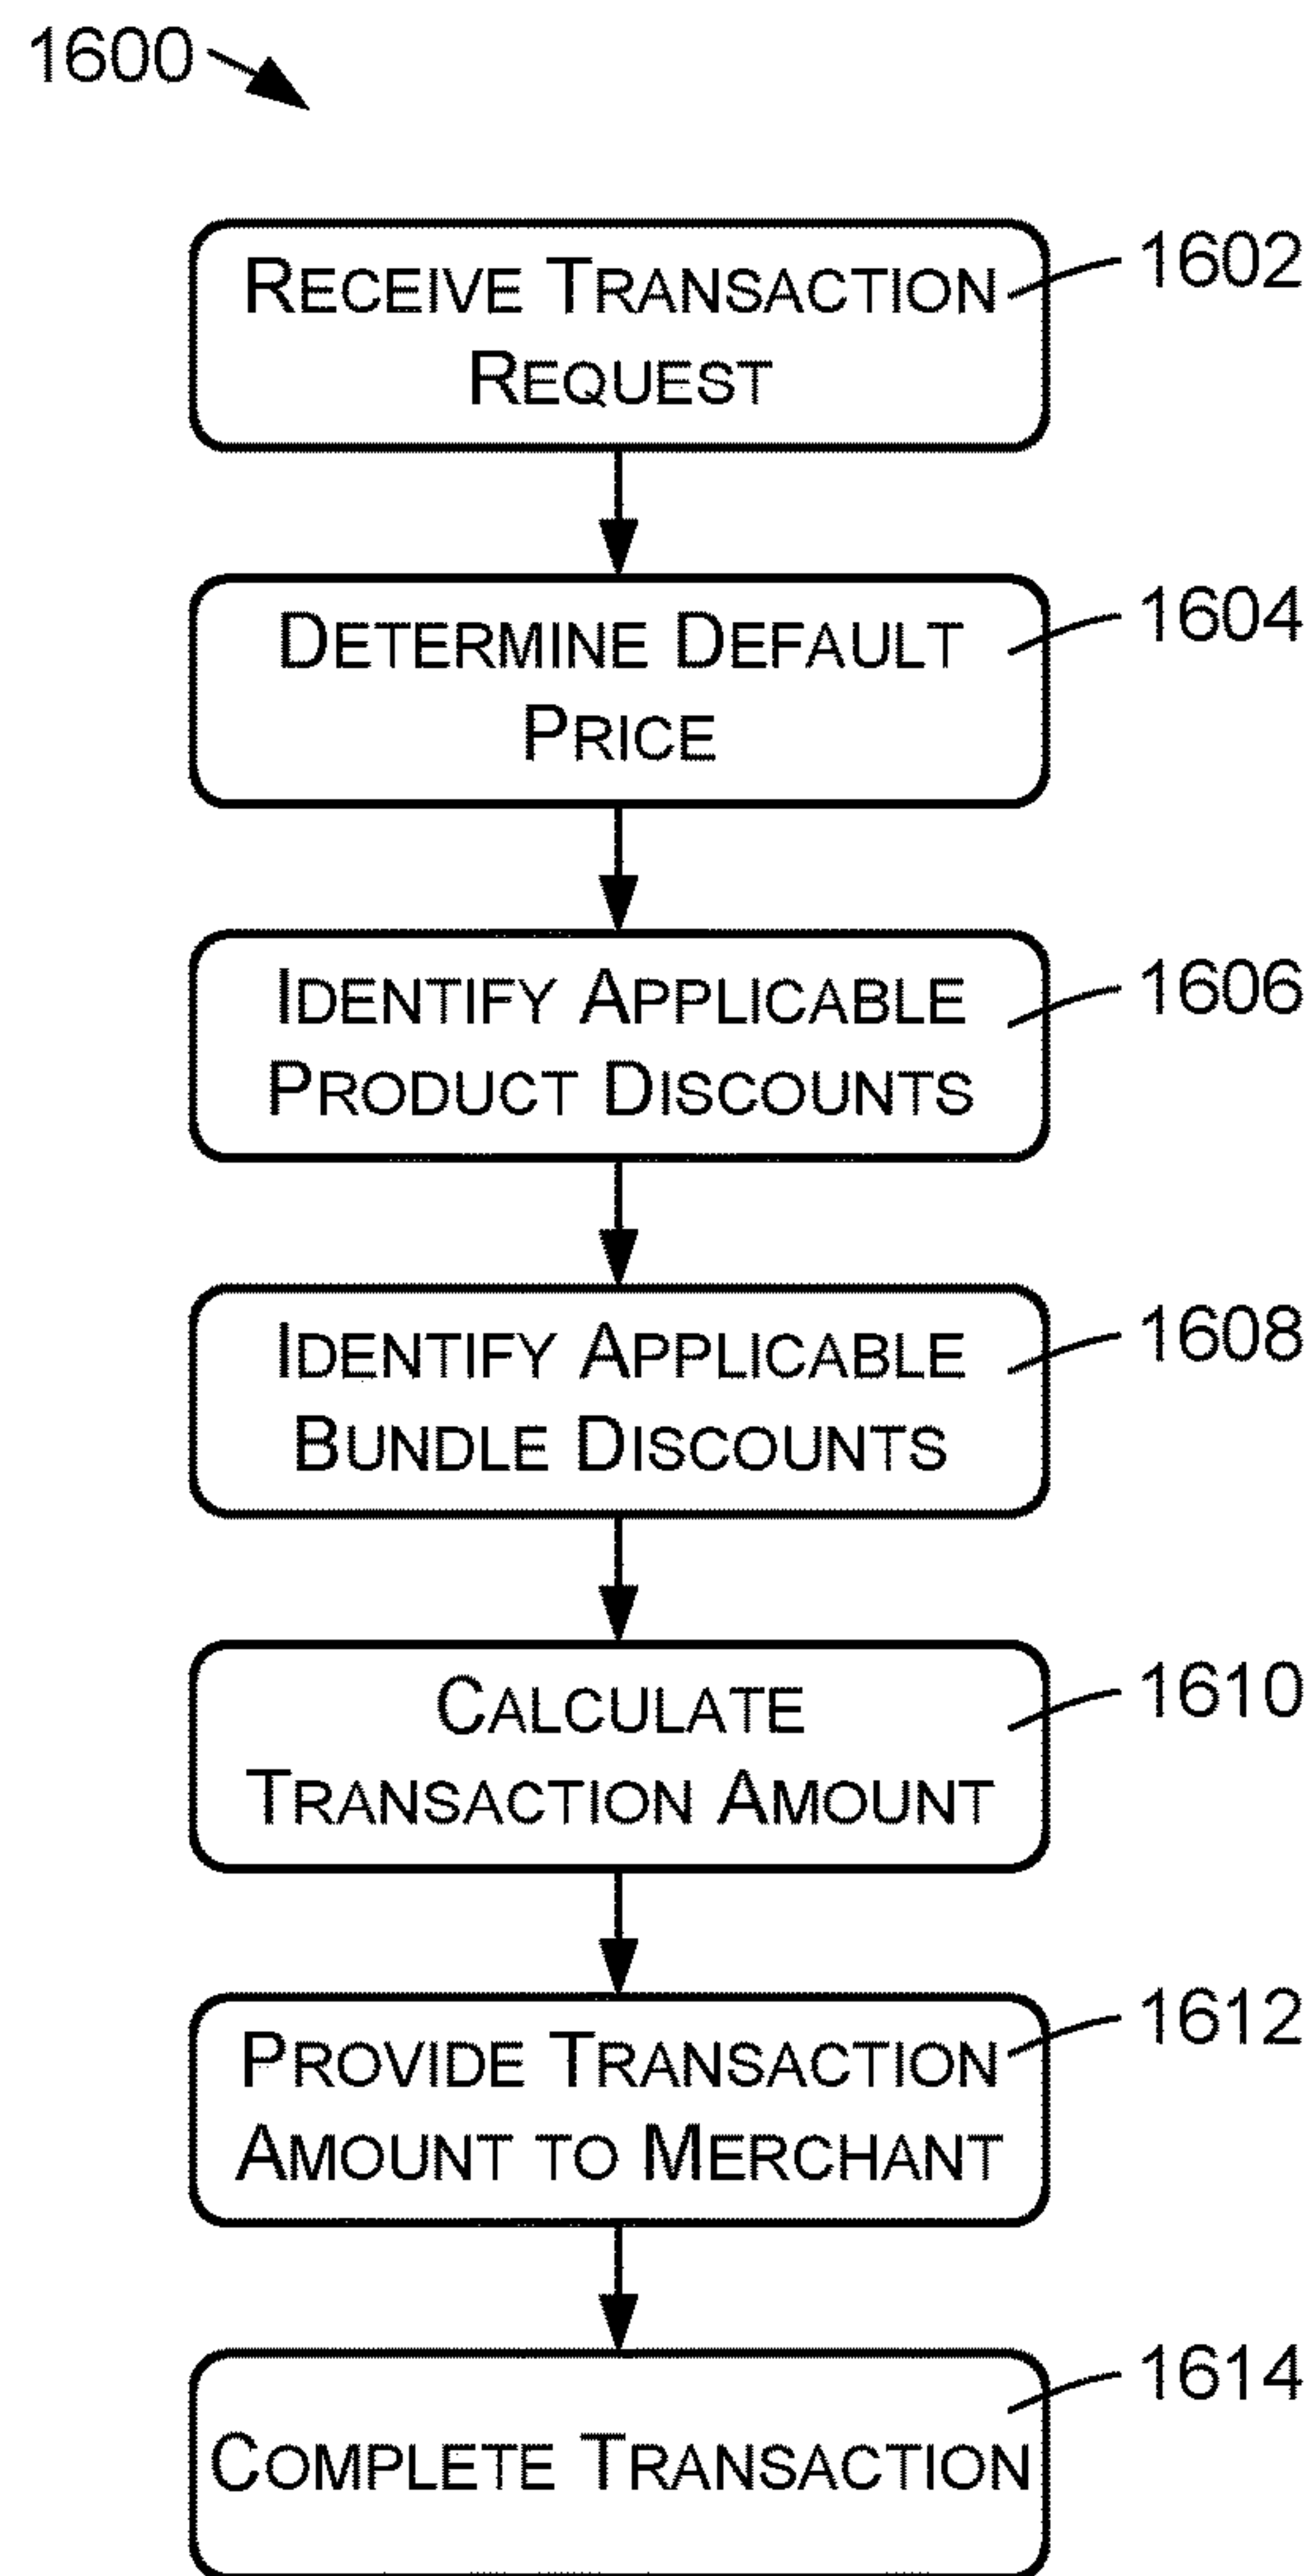 1600
RECEIVE TRANSACTION
REQUEST
1602
DETERMINE DEFAULT
PRICE
1604
IDENTIFY APPLICABLE
PRODUCT DISCOUNTS
1606
IDENTIFY APPLICABLE
BUNDLE DISCOUNTS
1608
CALCULATE
TRANSACTION AMOUNT
1610
PROVIDE TRANSACTION
AMOUNT TO MERCHANT
1612
COMPLETE TRANSACTION
1614